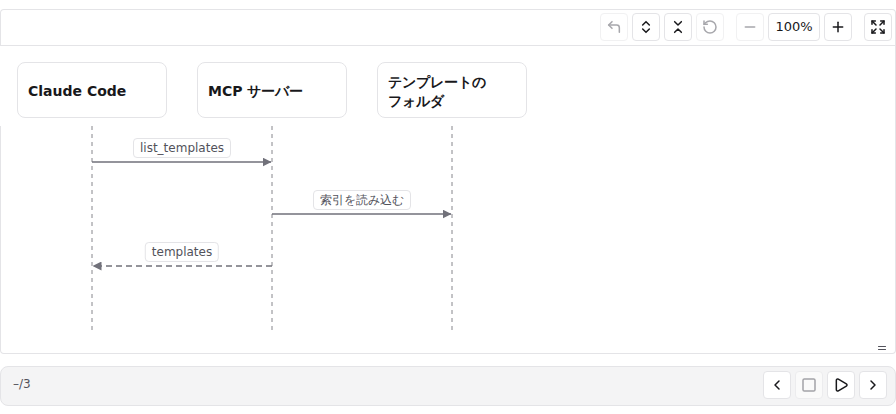 100%
Claude Code
MCP サーバー
テンプレートの
フォルダ
list_templates
索引を読み込む
templates
–/3